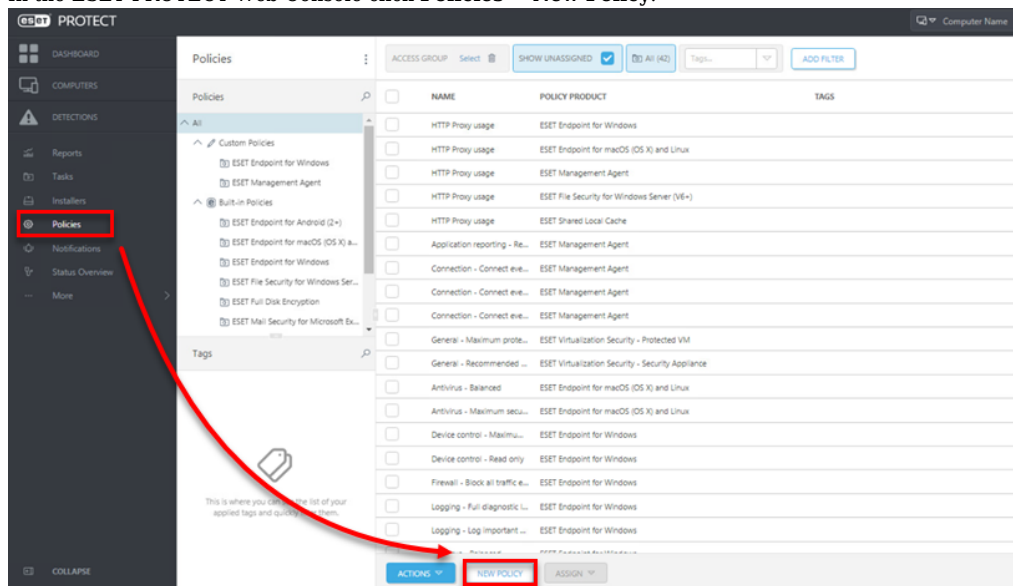 in the ESET PROTECT Web Console click Policies > New Policy.
eset PROTECT
Computer Name
DASHBOARD
COMPUTERS
DETECTIONS
Reports
Tasks
Installers
Policies
Notifications
Status Overview
More
COLLAPSE
Policies
Policies
All
Custom Policies
ESET Endpoint for Windows
ESET Management Agent
Built-in Policies
ESET Endpoint for Android (2+)
ESET Endpoint for macOS (OS X) a...
ESET Endpoint for Windows
ESET File Security for Windows Ser...
ESET Full Disk Encryption
ESET Mail Security for Microsoft Ex...
Tags
This is where you can the list of your
applied tags and quickly them.
ACCESS GROUP Select SHOW UNASSIGNED All (42) Tags... ADD FILTER
NAME POLICY PRODUCT TAGS
HTTP Proxy usage ESET Endpoint for Windows
HTTP Proxy usage ESET Endpoint for macOS (OS X) and Linux
HTTP Proxy usage ESET Management Agent
HTTP Proxy usage ESET File Security for Windows Server (V6+)
HTTP Proxy usage ESET Shared Local Cache
Application reporting - Re... ESET Management Agent
Connection - Connect eve... ESET Management Agent
Connection - Connect eve... ESET Management Agent
Connection - Connect eve... ESET Management Agent
General - Maximum prote... ESET Virtualization Security - Protected VM
General - Recommended ... ESET Virtualization Security - Security Appliance
Antivirus - Balanced ESET Endpoint for macOS (OS X) and Linux
Antivirus - Maximum secu... ESET Endpoint for macOS (OS X) and Linux
Device control - Maximu... ESET Endpoint for Windows
Device control - Read only ESET Endpoint for Windows
Firewall - Block all traffic e... ESET Endpoint for Windows
Logging - Full diagnostic l... ESET Endpoint for Windows
Logging - Log important ... ESET Endpoint for Windows
ACTIONS NEW POLICY ASSIGN